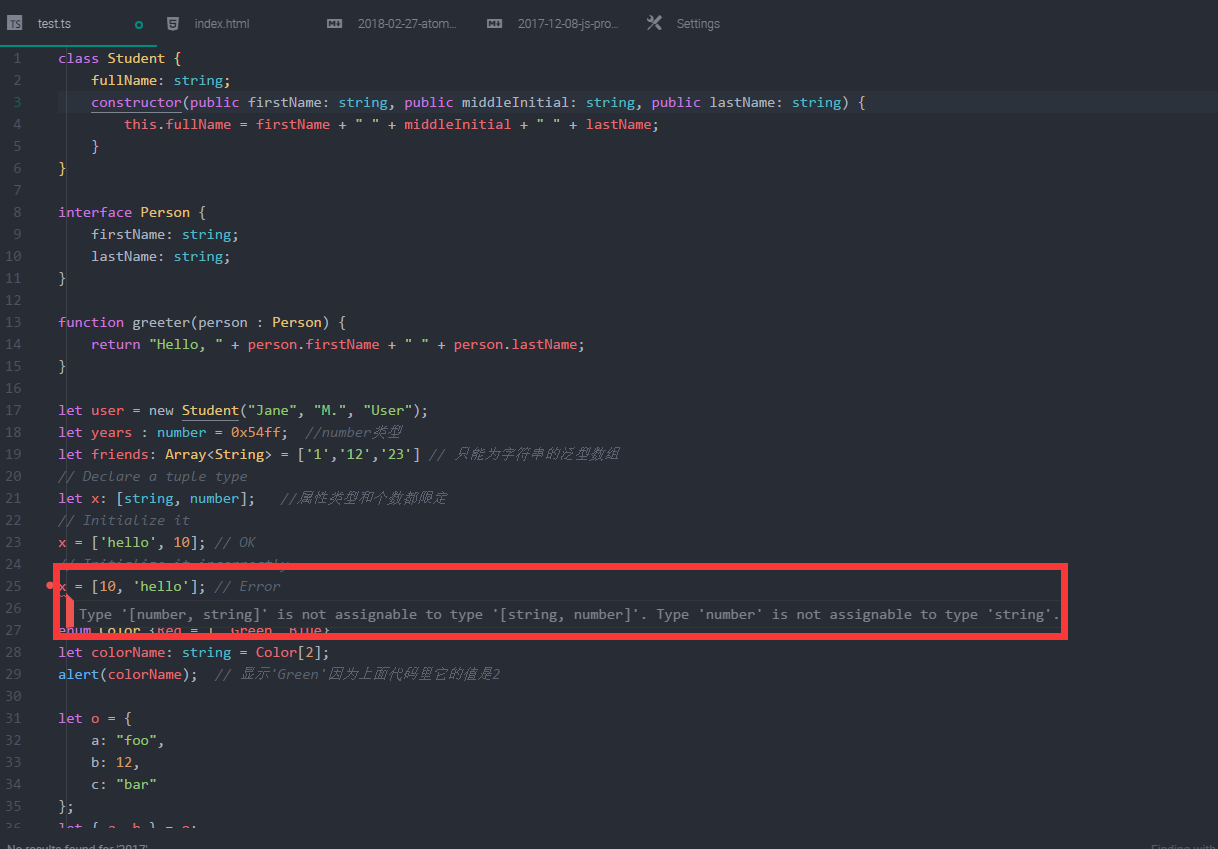 test.ts index.html 2018-02-27-atom... 2017-12-08-js-pro... Settings
1 class Student {
2 fullName: string;
3 constructor(public firstName: string, public middleInitial: string, public lastName: string) {
4 this.fullName = firstName + " " + middleInitial + " " + lastName;
5 }
6 }
7
8 interface Person {
9 firstName: string;
10 lastName: string;
11 }
12
13 function greeter(person : Person) {
14 return "Hello, " + person.firstName + " " + person.lastName;
15 }
16
17 let user = new Student("Jane", "M.", "User");
18 let years : number = 0x54ff; //number类型
19 let friends: Array<String> = ['1','12','23'] // 只能为字符串的泛型数组
20 // Declare a tuple type
21 let x: [string, number]; //属性类型和个数都限定
22 // Initialize it
23 x = ['hello', 10]; // OK
24 // Initialize it incorrectly
25 x = [10, 'hello']; // Error
26 Type '[number, string]' is not assignable to type '[string, number]'. Type 'number' is not assignable to type 'string'.
27 enum Color {Red = 1, Green, Blue}
28 let colorName: string = Color[2];
29 alert(colorName); // 显示'Green'因为上面代码里它的值是2
30
31 let o = {
32 a: "foo",
33 b: 12,
34 c: "bar"
35 };
36 let { a, b } = o;
No results found for '2017' Finding with